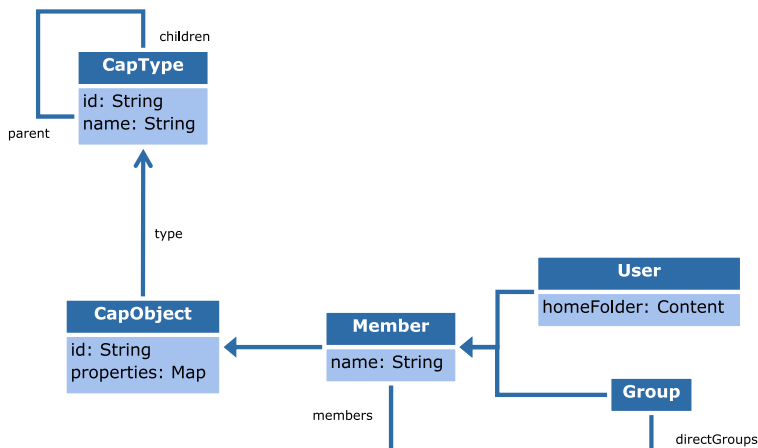 children
CapType
id: String
name: String
parent
type
User
homeFolder: Content
CapObject
id: String
properties: Map
Member
name: String
Group
members
directGroups